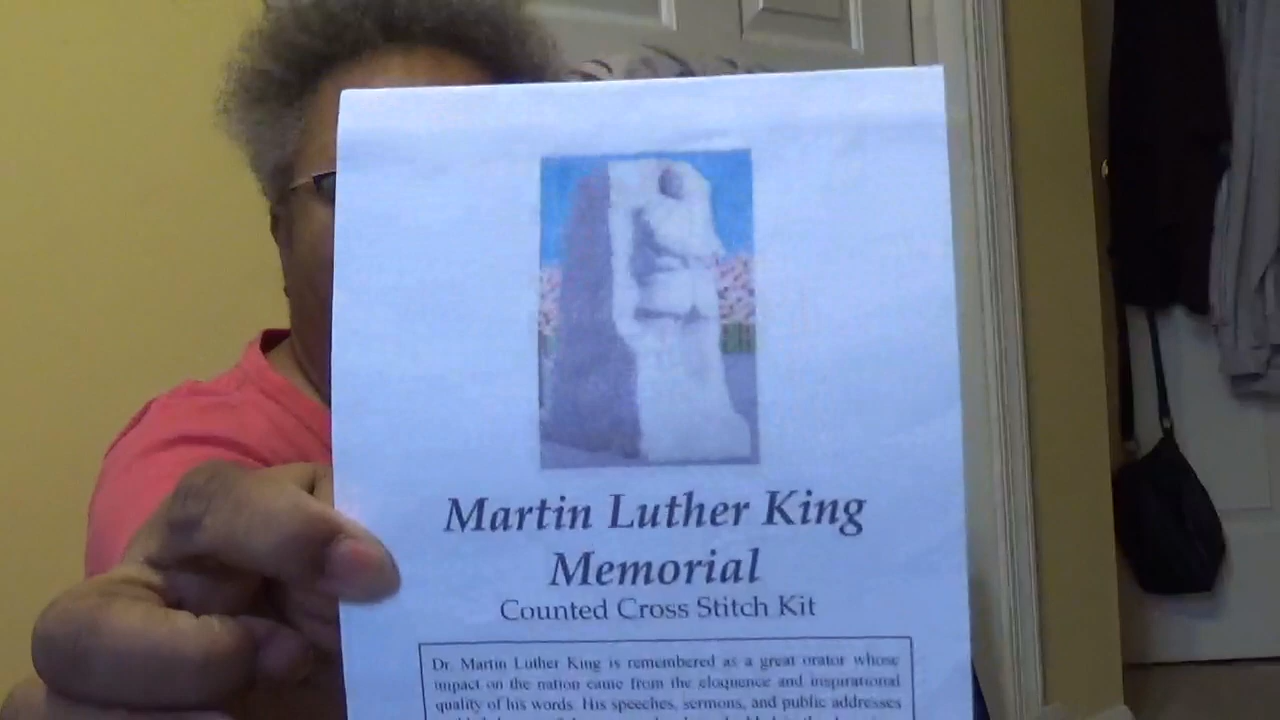 Martin Luther King
Memorial
Counted Cross Stitch Kit
Dr. Martin Luther King is remembered as a great orator whose
impact on the nation came from the eloquence and inspirational
quality of his words. His speeches, sermons, and public addresses